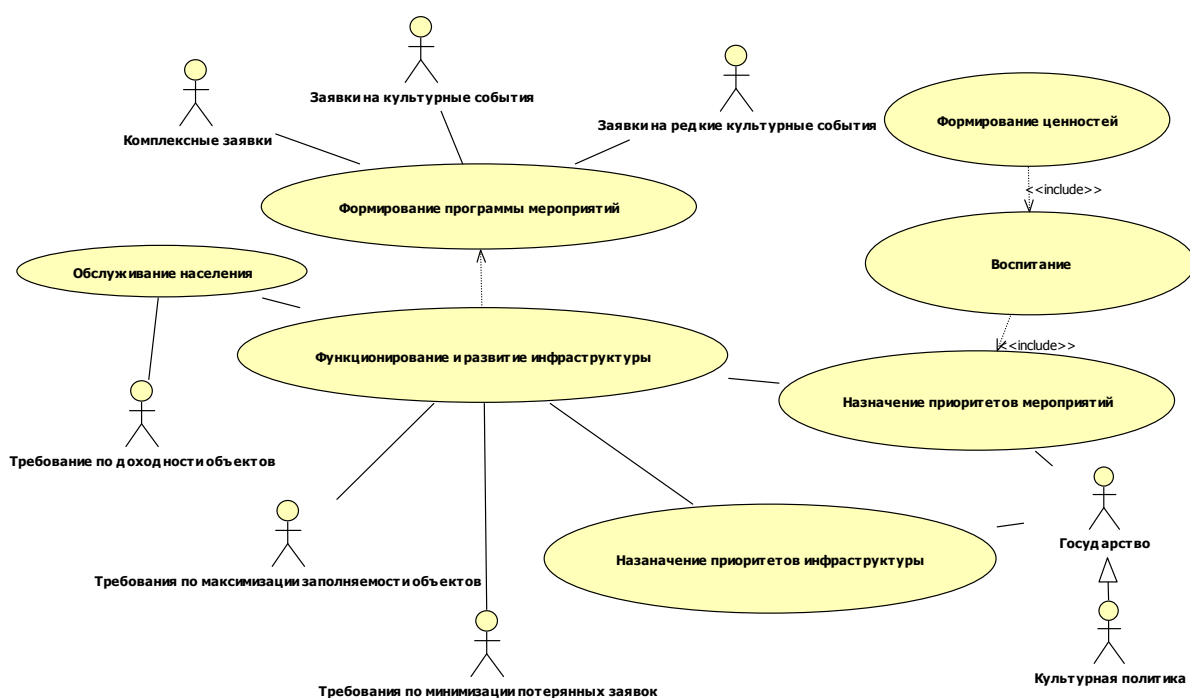 Заявки на культурные события
Комплексные заявки
Заявки на редкие культурные события
Формирование ценностей
<<include>>
Формирование программы мероприятий
Воспитание
Обслуживание населения
<<include>>
Функционирование и развитие инфраструктуры
Назначение приоритетов мероприятий
Требование по доходности объектов
Государство
Назаначение приоритетов инфраструктуры
Требования по максимизации заполняемости объектов
Культурная политика
Требования по минимизации потерянных заявок